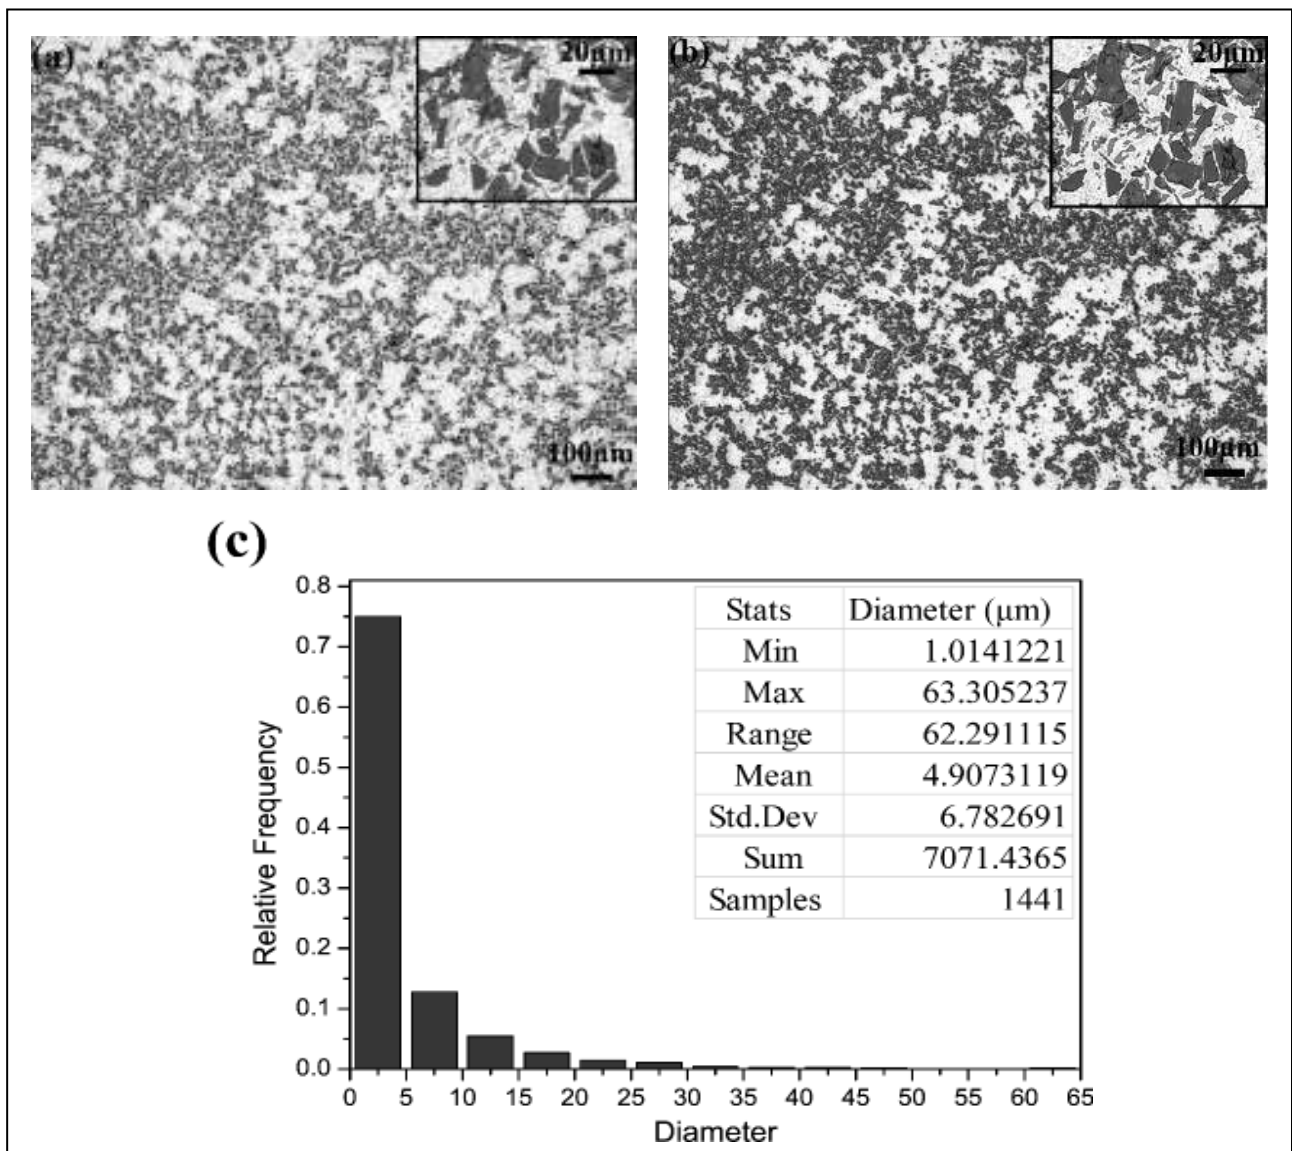 (a)
20μm
100μm
(b)
20μm
100μm
(c)
Relative Frequency
0.8
0.7
0.6
0.5
0.4
0.3
0.2
0.1
0.0
Stats Diameter (μm)
Min 1.0141221
Max 63.305237
Range 62.291115
Mean 4.9073119
Std.Dev 6.782691
Sum 7071.4365
Samples 1441
0 5 10 15 20 25 30 35 40 45 50 55 60 65
Diameter